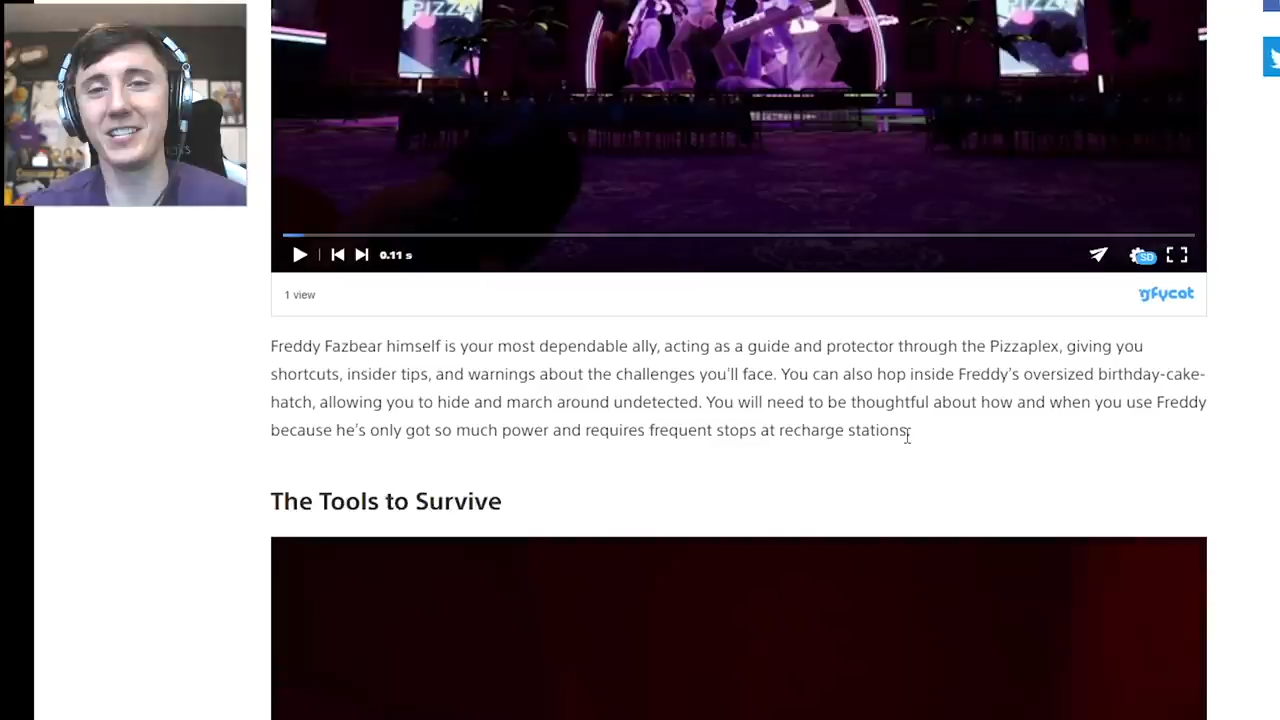 PIZZA
PIZZ
0.11 s
SD
1 view
gfycat
Freddy Fazbear himself is your most dependable ally, acting as a guide and protector through the Pizzaplex, giving you
shortcuts, insider tips, and warnings about the challenges you'll face. You can also hop inside Freddy's oversized birthday-cake-
hatch, allowing you to hide and march around undetected. You will need to be thoughtful about how and when you use Freddy
because he's only got so much power and requires frequent stops at recharge stations.
The Tools to Survive